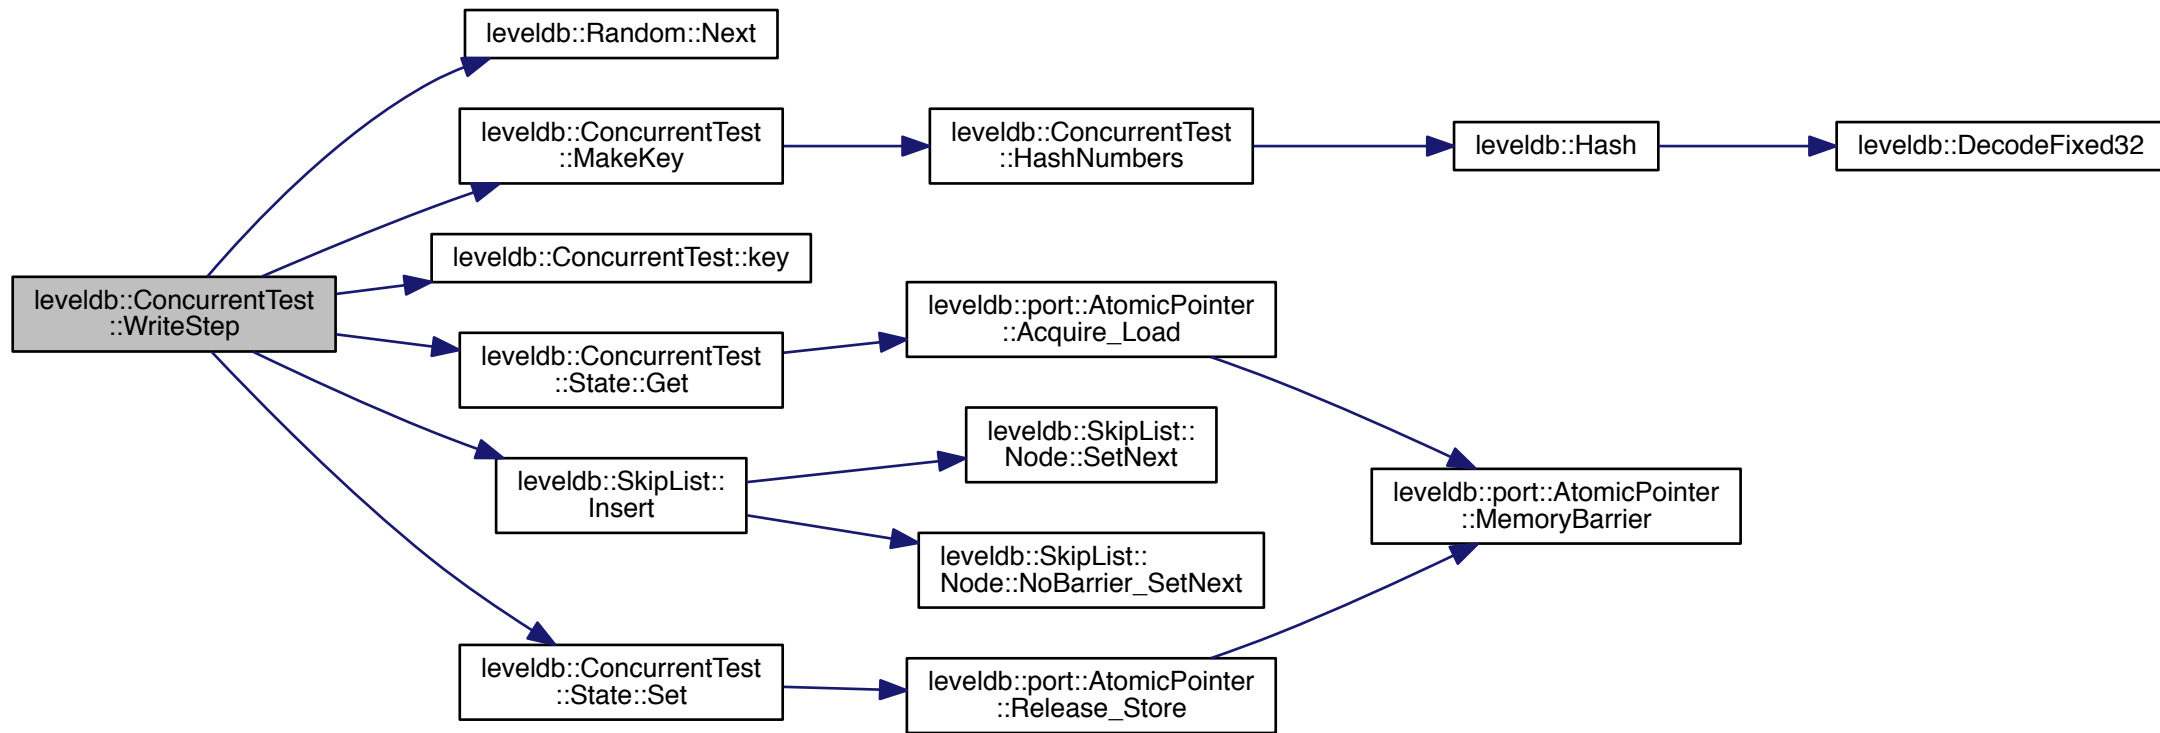 leveldb::Random::Next
leveldb::ConcurrentTest
::MakeKey
leveldb::ConcurrentTest
::HashNumbers
leveldb::Hash
leveldb::DecodeFixed32
leveldb::ConcurrentTest::key
leveldb::ConcurrentTest
::WriteStep
leveldb::ConcurrentTest
::State::Get
leveldb::port::AtomicPointer
::Acquire_Load
leveldb::SkipList::
Insert
leveldb::SkipList::
Node::SetNext
leveldb::SkipList::
Node::NoBarrier_SetNext
leveldb::port::AtomicPointer
::MemoryBarrier
leveldb::ConcurrentTest
::State::Set
leveldb::port::AtomicPointer
::Release_Store